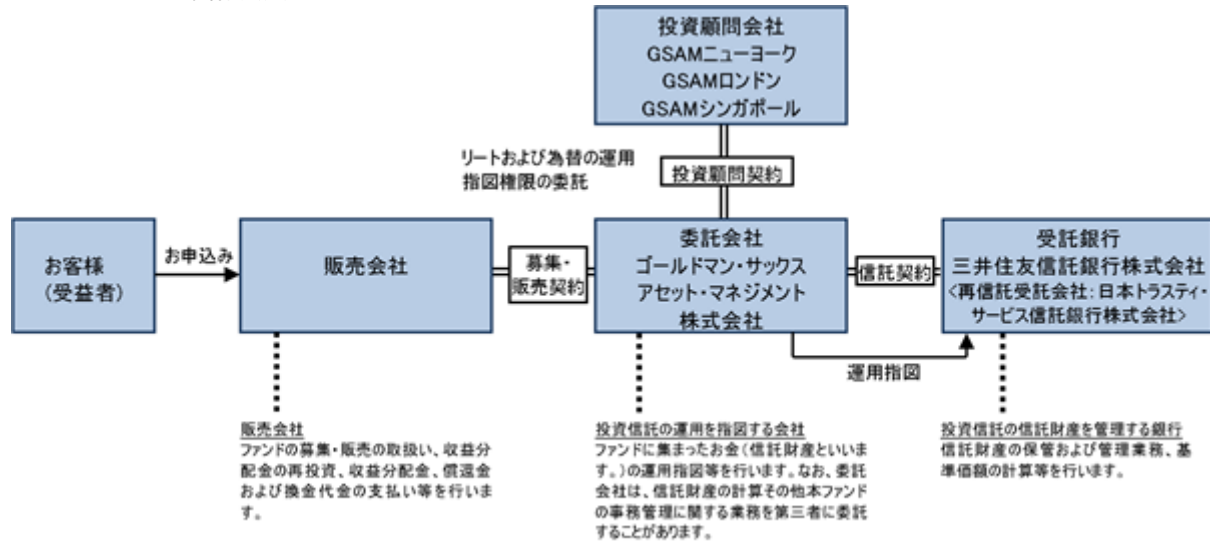 投資顧問会社
GSAMニューヨーク
GSAMロンドン
GSAMシンガポール
リートおよび為替の運用
指図権限の委託
投資顧問契約
お客様
(受益者)
お申込み
販売会社
募集・
販売契約
委託会社
ゴールドマン・サックス
アセット・マネジメント
株式会社
信託契約
受託銀行
三井住友信託銀行株式会社
<再信託受託会社:日本トラスティ・
サービス信託銀行株式会社>
運用指図
販売会社
ファンドの募集・販売の取扱い、収益分
配金の再投資、収益分配金、償還金
および換金代金の支払い等を行いま
す。
投資信託の運用を指図する会社
ファンドに集まったお金(信託財産といいま
す。)の運用指図等を行います。なお、委託
会社は、信託財産の計算その他本ファンド
の事務管理に関する業務を第三者に委託
することがあります。
投資信託の信託財産を管理する銀行
信託財産の保管および管理業務、基
準価額の計算等を行います。